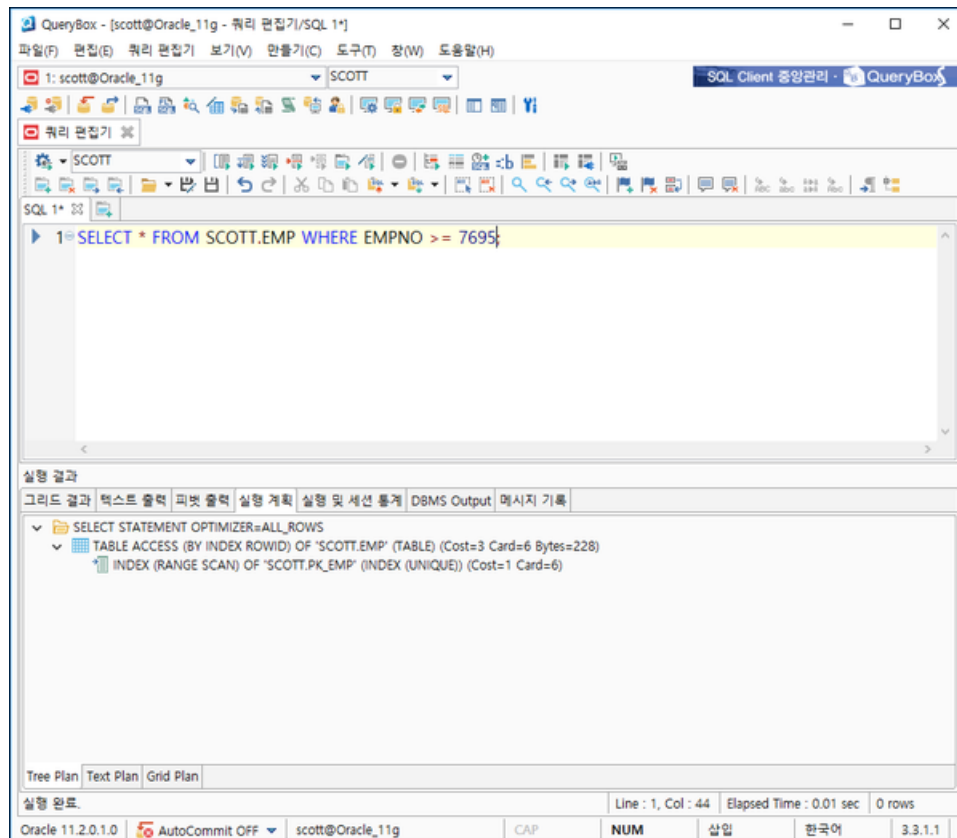 QueryBox - [scott@Oracle_11g - 쿼리 편집기/SQL 1*]
파일(F) 편집(E) 쿼리 편집기 보기(V) 만들기(C) 도구(T) 창(W) 도움말(H)
1: scott@Oracle_11g SCOTT SQL Client 중앙관리 · QueryBox
쿼리 편집기
SCOTT
SQL 1*
1 SELECT * FROM SCOTT.EMP WHERE EMPNO >= 7695;
실행 결과
그리드 결과 텍스트 출력 피벗 출력 실행 계획 실행 및 세션 통계 DBMS Output 메시지 기록
SELECT STATEMENT OPTIMIZER=ALL_ROWS
TABLE ACCESS (BY INDEX ROWID) OF 'SCOTT.EMP' (TABLE) (Cost=3 Card=6 Bytes=228)
INDEX (RANGE SCAN) OF 'SCOTT.PK_EMP' (INDEX (UNIQUE)) (Cost=1 Card=6)
Tree Plan Text Plan Grid Plan
실행 완료. Line : 1, Col : 44 Elapsed Time : 0.01 sec 0 rows
Oracle 11.2.0.1.0 AutoCommit OFF scott@Oracle_11g CAP NUM 삽입 한국어 3.3.1.1